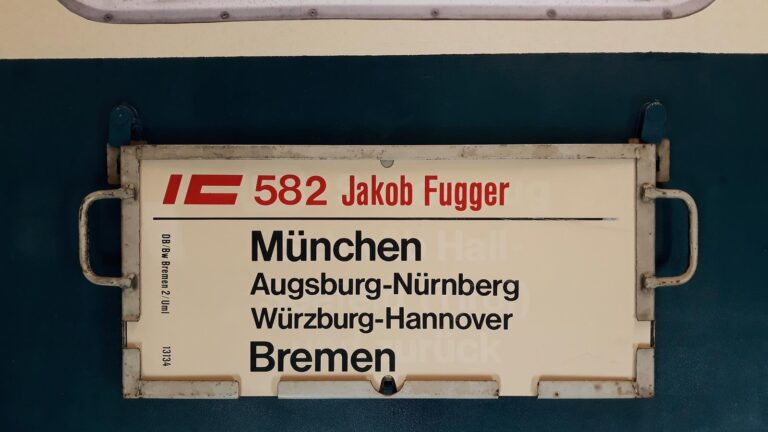 IC 582 Jakob Fugger
München
Augsburg-Nürnberg
Würzburg-Hannover
Bremen
DB/Bw Bremen 2/Uml
13134